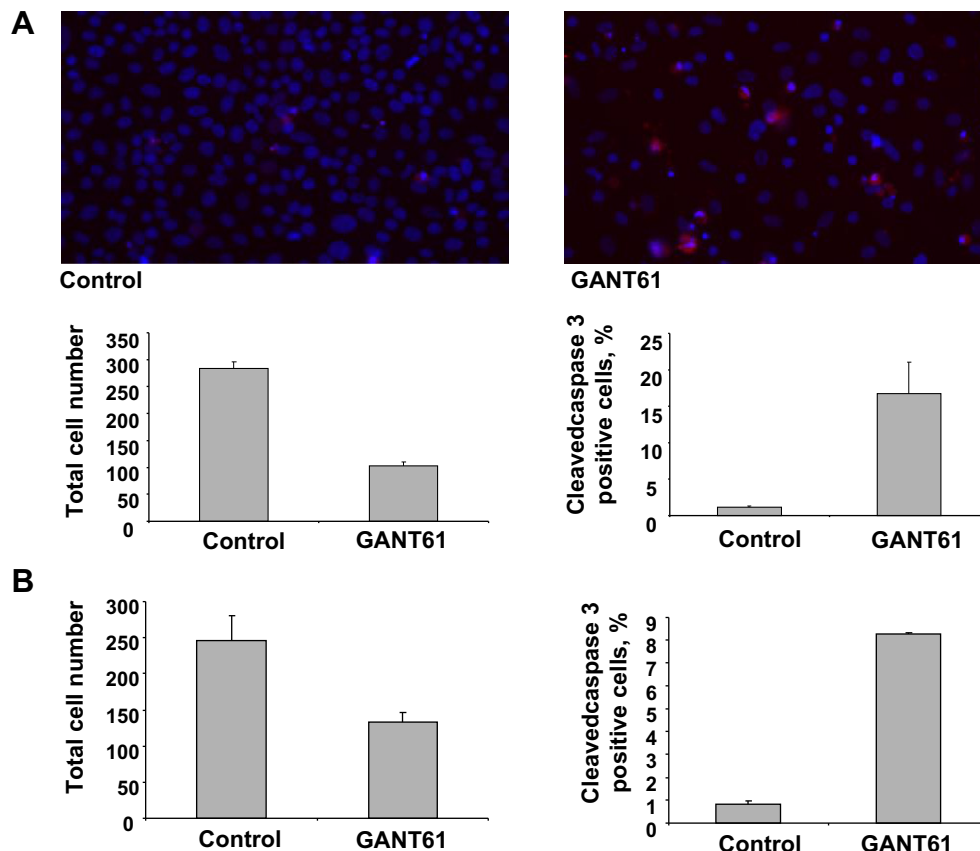 A
Control
GANT61
Total cell number
350
300
250
200
150
100
50
0
Control
GANT61
Cleavedcaspase 3
positive cells, %
25
20
15
10
5
0
Control
GANT61
B
Total cell number
300
250
200
150
100
50
0
Control
GANT61
Cleavedcaspase 3
positive cells, %
9
8
7
6
5
4
3
2
1
0
Control
GANT61